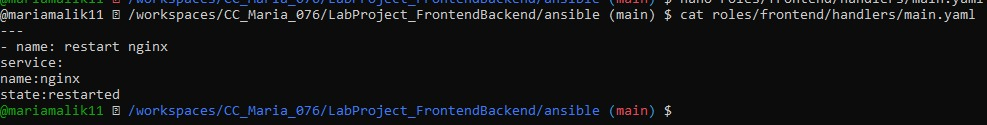 @mariamalik11 /workspaces/CC_Maria_076/LabProject_FrontendBackend/ansible (main) $ nano roles/frontend/handlers/main.yaml
@mariamalik11 /workspaces/CC_Maria_076/LabProject_FrontendBackend/ansible (main) $ cat roles/frontend/handlers/main.yaml
---
- name: restart nginx
service:
name:nginx
state:restarted
@mariamalik11 /workspaces/CC_Maria_076/LabProject_FrontendBackend/ansible (main) $